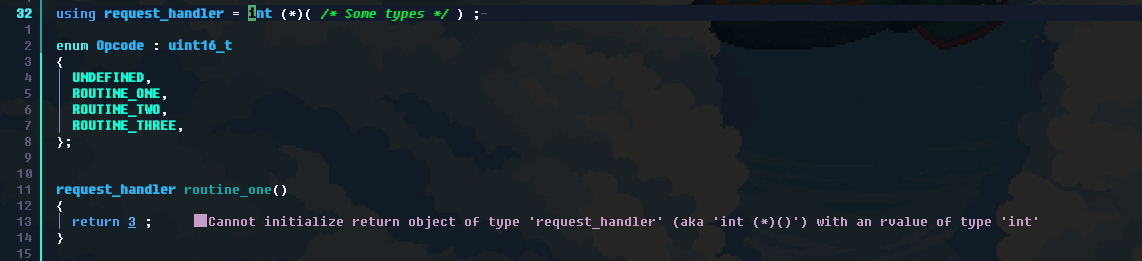 32 using request_handler = int (*)( /* Some types */ ) ;-
1
2 enum Opcode : uint16_t
3 {
4 UNDEFINED,
5 ROUTINE_ONE,
6 ROUTINE_TWO,
7 ROUTINE_THREE,
8 };
9
10
11 request_handler routine_one()
12 {
13 return 3 ; Cannot initialize return object of type 'request_handler' (aka 'int (*)()') with an rvalue of type 'int'
14 }
15